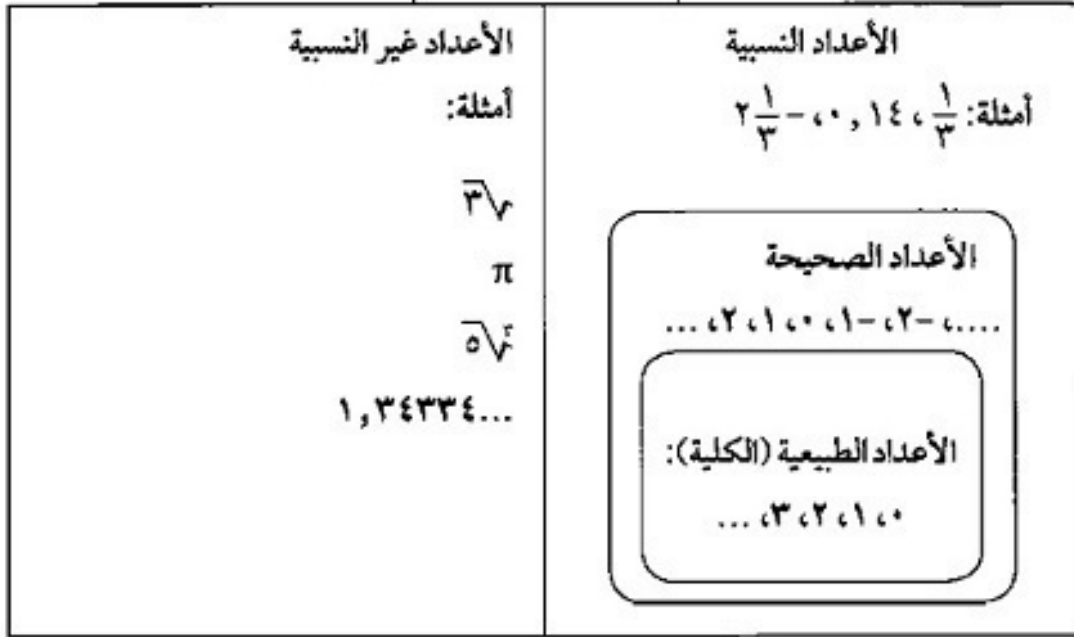 الأعداد النسبية
أمثلة: ١/٣ ، ١٤ , ٠، – ٢ ١/٣
الأعداد الصحيحة
....، –٢، –١، ٠، ١، ٢، ...
الأعداد الطبيعية (الكلية):
٠، ١، ٢، ٣، ...
الأعداد غير النسبية
أمثلة:
√٣
π
√٥
١,٣٤٣٣٤...